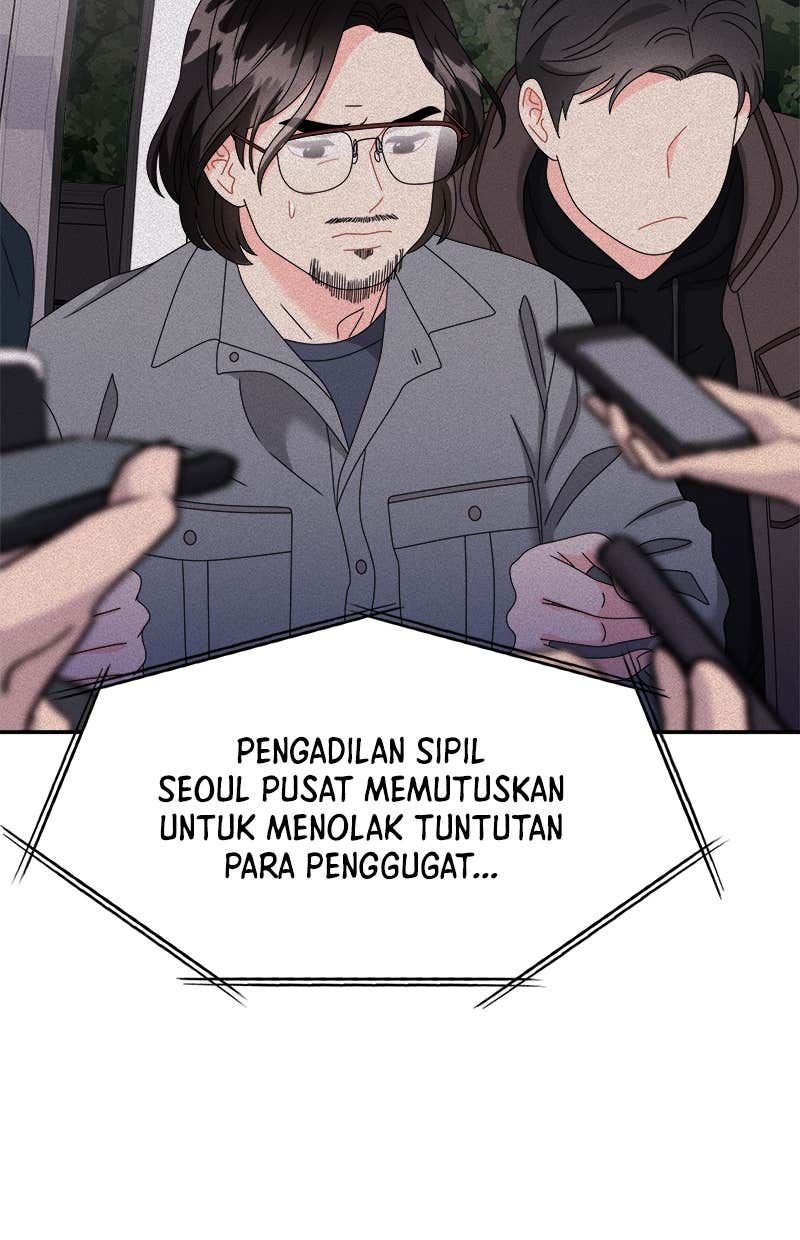 PENGADILAN SIPIL
SEOUL PUSAT MEMUTUSKAN
UNTUK MENOLAK TUNTUTAN
PARA PENGGUGAT...